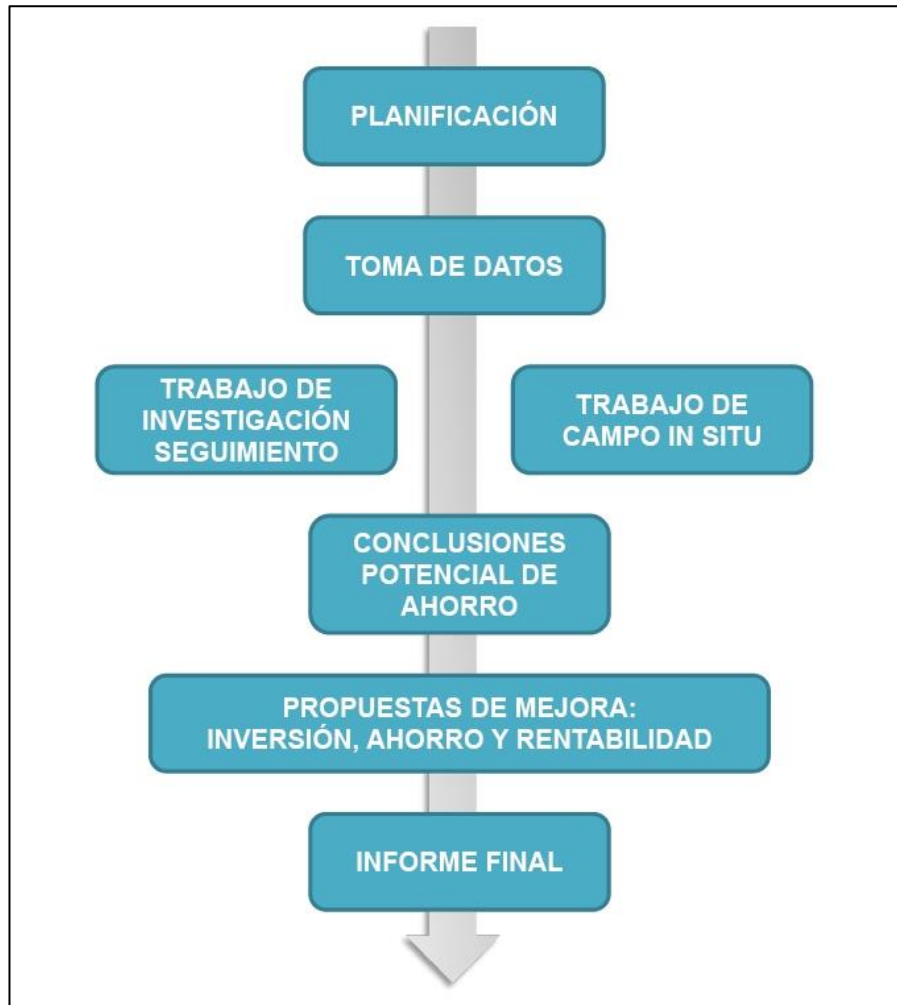 PLANIFICACIÓN
TOMA DE DATOS
TRABAJO DE
INVESTIGACIÓN
SEGUIMIENTO
TRABAJO DE
CAMPO IN SITU
CONCLUSIONES
POTENCIAL DE
AHORRO
PROPUESTAS DE MEJORA:
INVERSIÓN, AHORRO Y RENTABILIDAD
INFORME FINAL